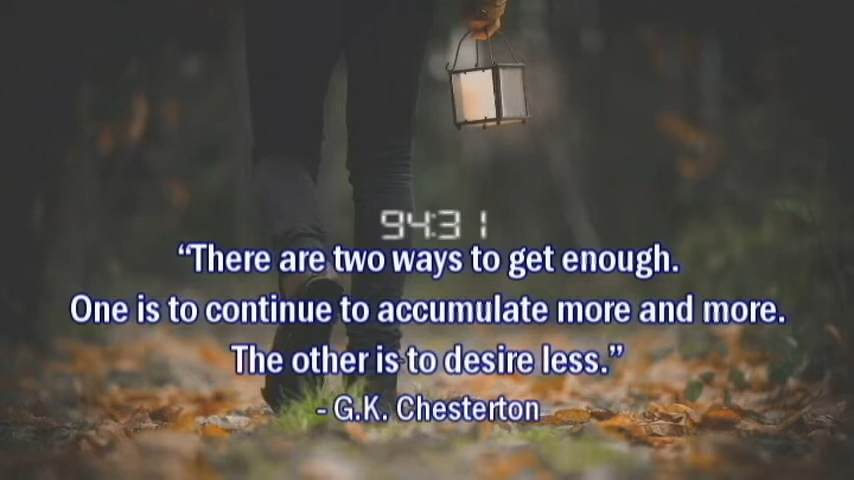 94:31
“There are two ways to get enough.
One is to continue to accumulate more and more.
The other is to desire less.”
- G.K. Chesterton